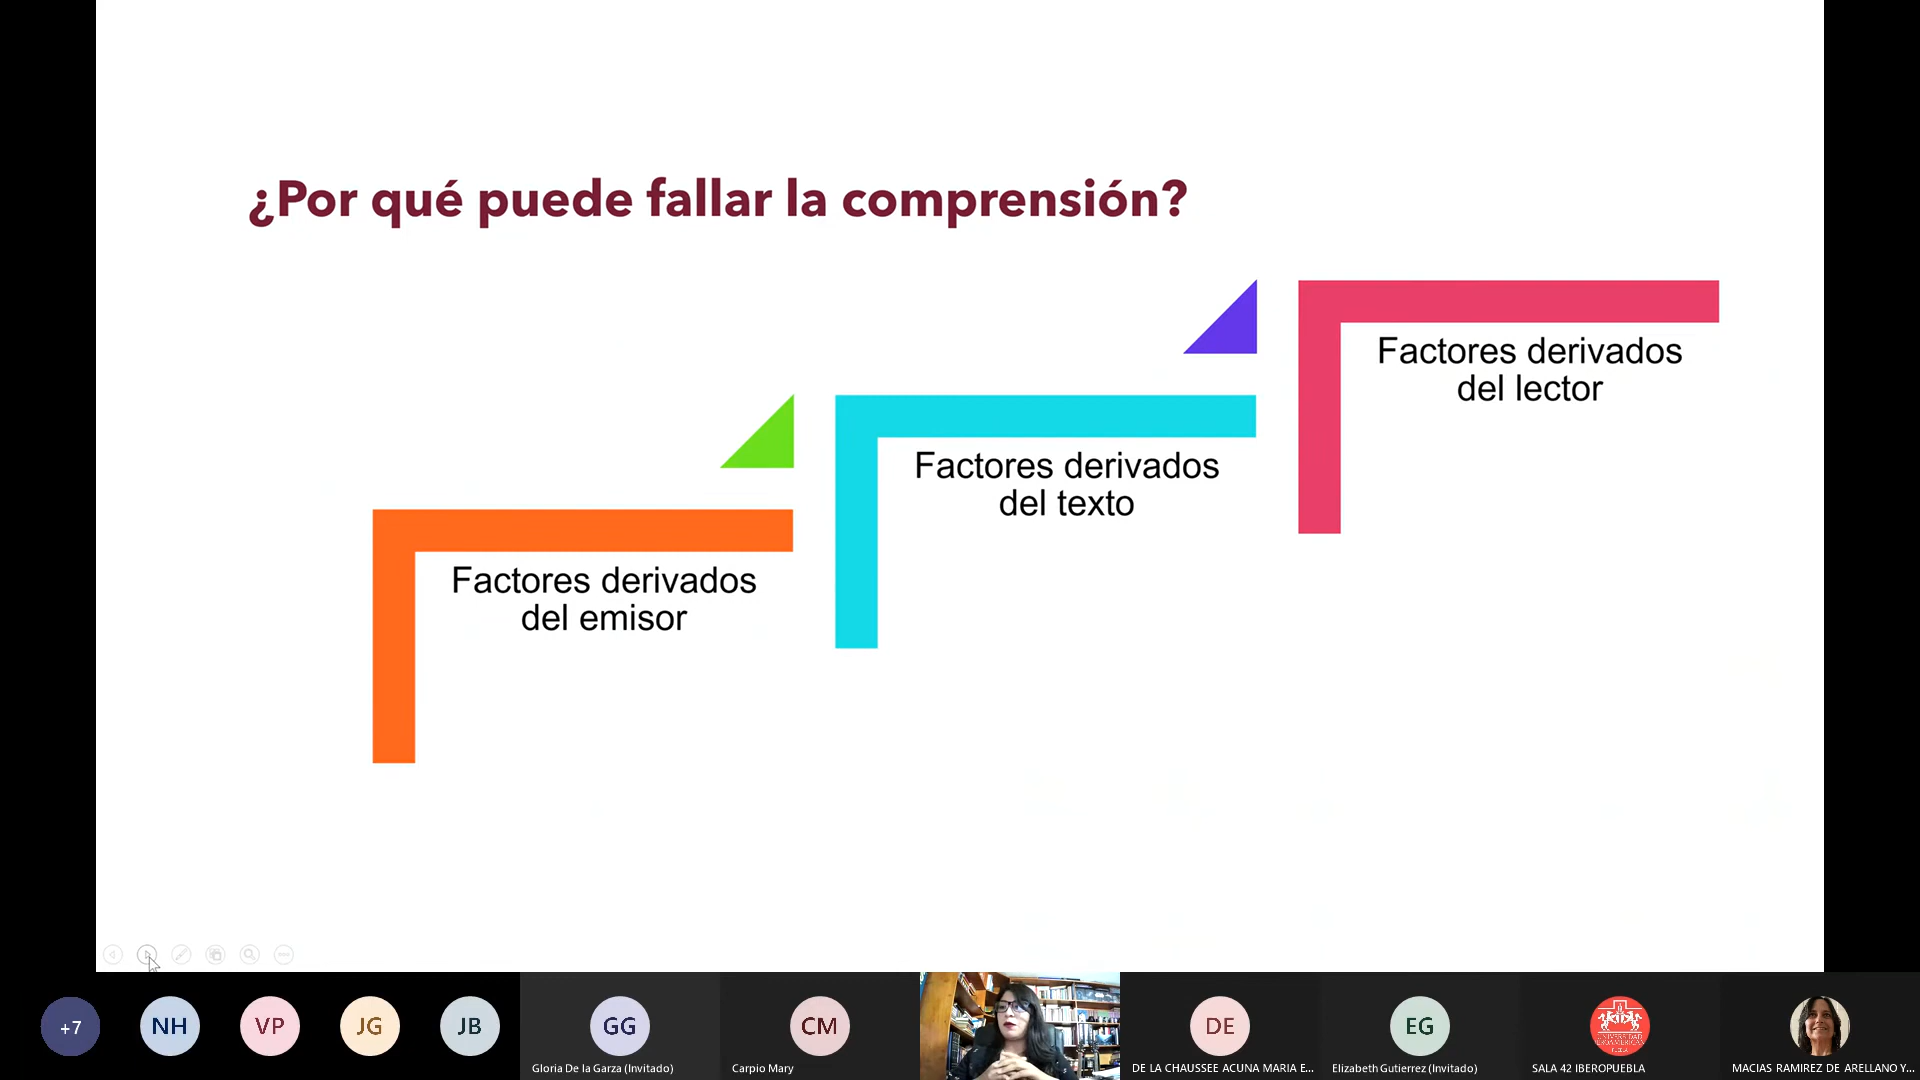 ¿Por qué puede fallar la comprensión?
Factores derivados
del lector
Factores derivados
del texto
Factores derivados
del emisor
+7
NH
VP
JG
JB
GG
Gloria De la Garza (Invitado)
CM
Carpio Mary
DE
DE LA CHAUSSEE ACUNA MARIA E...
EG
Elizabeth Gutierrez (Invitado)
SALA 42 IBEROPUEBLA
MACIAS RAMIREZ DE ARELLANO Y...